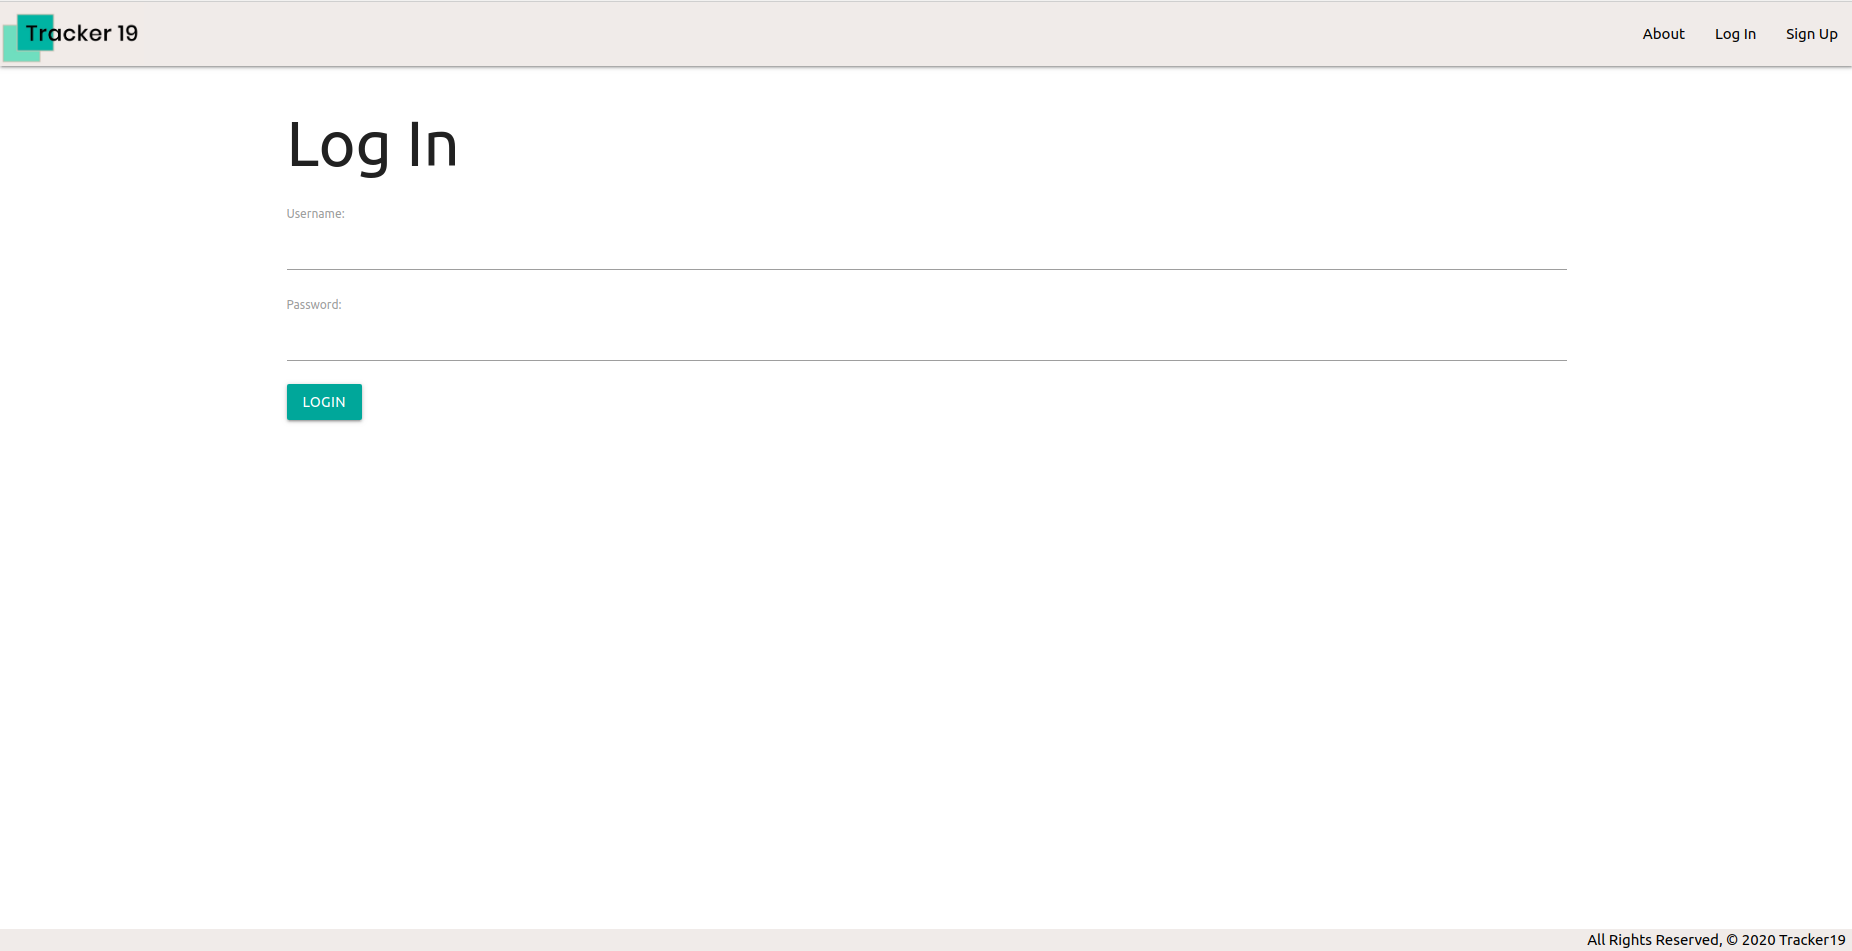 Tracker 19
About Log In Sign Up
Log In
Username:
Password:
LOGIN
All Rights Reserved, © 2020 Tracker19